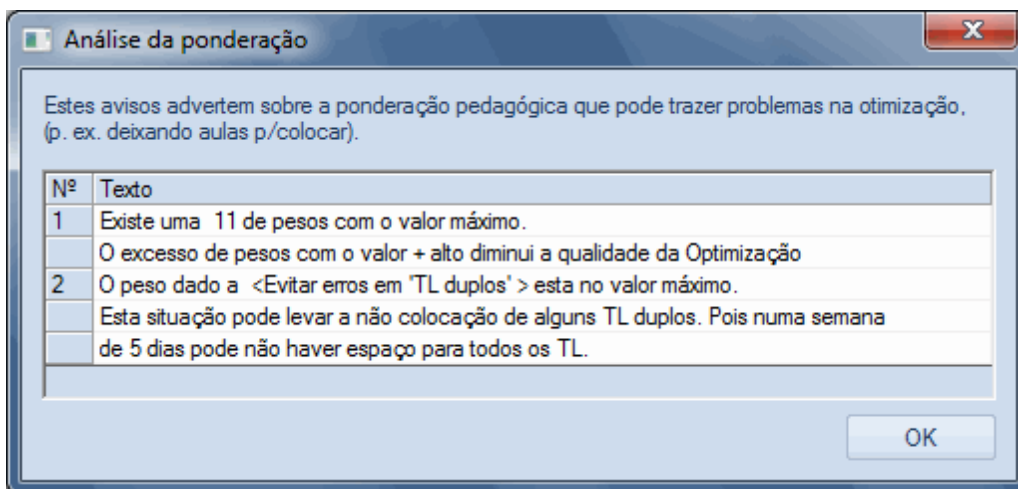 Análise da ponderação
Estes avisos advertem sobre a ponderação pedagógica que pode trazer problemas na otimização,
(p. ex. deixando aulas p/colocar).
Nº Texto
1 Existe uma  11 de pesos com o valor máximo.
O excesso de pesos com o valor + alto diminui a qualidade da Optimização
2 O peso dado a  <Evitar erros em 'TL duplos' > esta no valor máximo.
Esta situação pode levar a não colocação de alguns TL duplos. Pois numa semana
de 5 dias pode não haver espaço para todos os TL.
OK